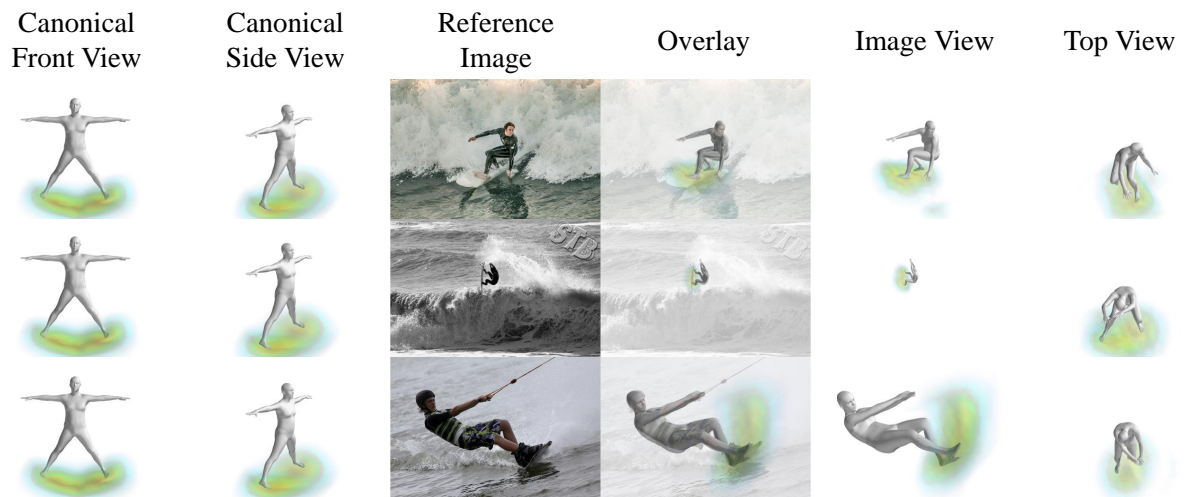 Canonical
Front View
Canonical
Side View
Reference
Image
Overlay
Image View
Top View
STB
STB